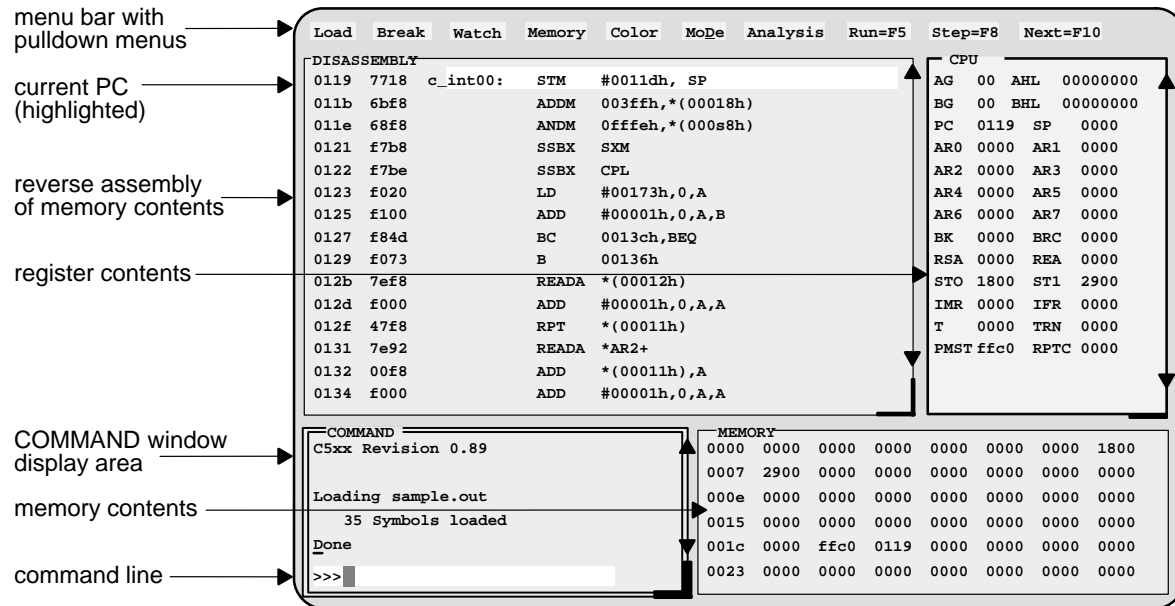 menu bar with
pulldown menus
current PC
(highlighted)
reverse assembly
of memory contents
register contents
COMMAND window
display area
memory contents
command line
Load Break Watch Memory Color MoDe Analysis Run=F5 Step=F8 Next=F10
DISASSEMBLY
0119 7718 c_int00: STM #0011dh, SP
011b 6bf8 ADDM 003ffh,*(00018h)
011e 68f8 ANDM 0fffeh,*(000s8h)
0121 f7b8 SSBX SXM
0122 f7be SSBX CPL
0123 f020 LD #00173h,0,A
0125 f100 ADD #00001h,0,A,B
0127 f84d BC 0013ch,BEQ
0129 f073 B 00136h
012b 7ef8 READA *(00012h)
012d f000 ADD #00001h,0,A,A
012f 47f8 RPT *(00011h)
0131 7e92 READA *AR2+
0132 00f8 ADD *(00011h),A
0134 f000 ADD #00001h,0,A,A
CPU
AG 00 AHL 00000000
BG 00 BHL 00000000
PC 0119 SP 0000
AR0 0000 AR1 0000
AR2 0000 AR3 0000
AR4 0000 AR5 0000
AR6 0000 AR7 0000
BK 0000 BRC 0000
RSA 0000 REA 0000
STO 1800 ST1 2900
IMR 0000 IFR 0000
T 0000 TRN 0000
PMST ffc0 RPTC 0000
COMMAND
C5xx Revision 0.89
Loading sample.out
35 Symbols loaded
Done
>>>
MEMORY
0000 0000 0000 0000 0000 0000 0000 1800
0007 2900 0000 0000 0000 0000 0000 0000
000e 0000 0000 0000 0000 0000 0000 0000
0015 0000 0000 0000 0000 0000 0000 0000
001c 0000 ffc0 0119 0000 0000 0000 0000
0023 0000 0000 0000 0000 0000 0000 0000